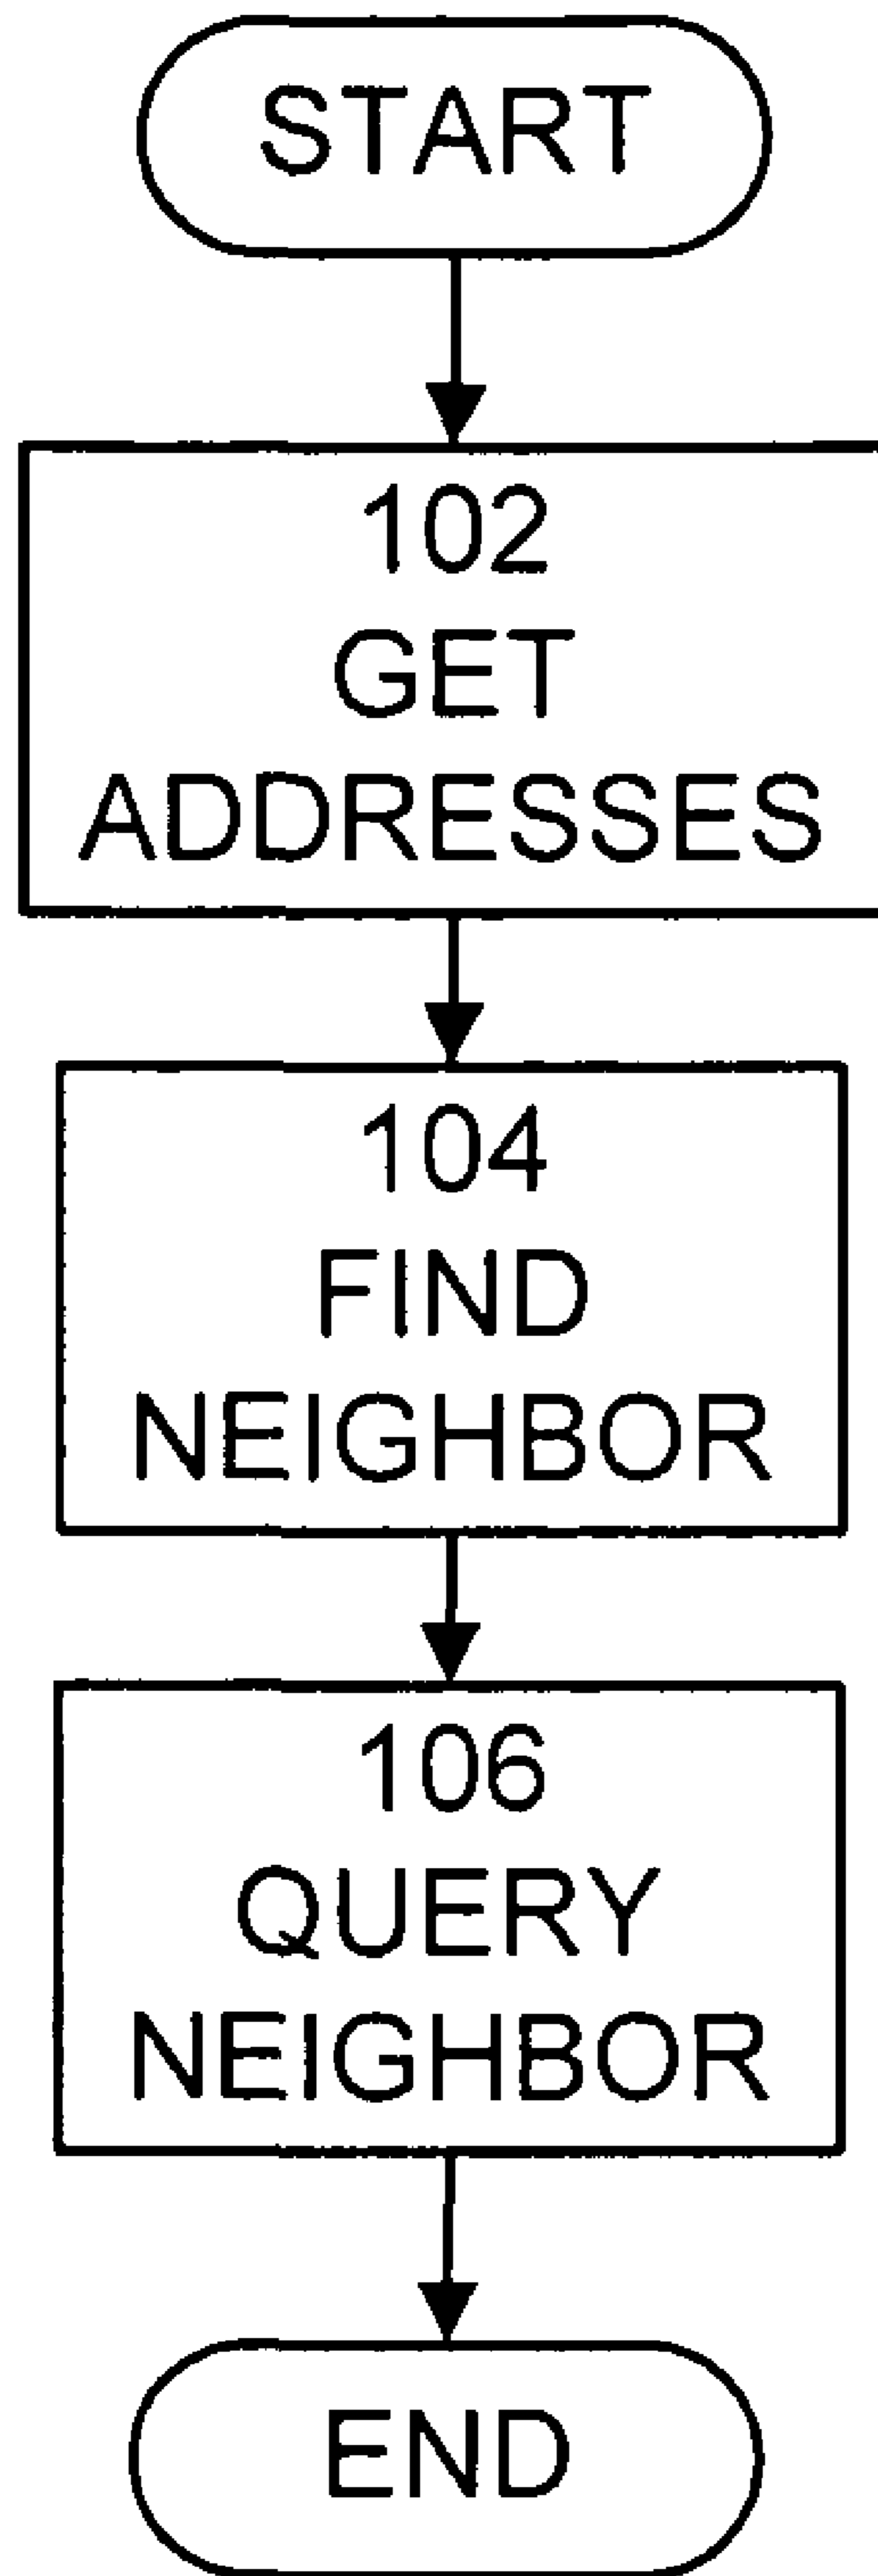 START
102
GET
ADDRESSES
104
FIND
NEIGHBOR
106
QUERY
NEIGHBOR
END